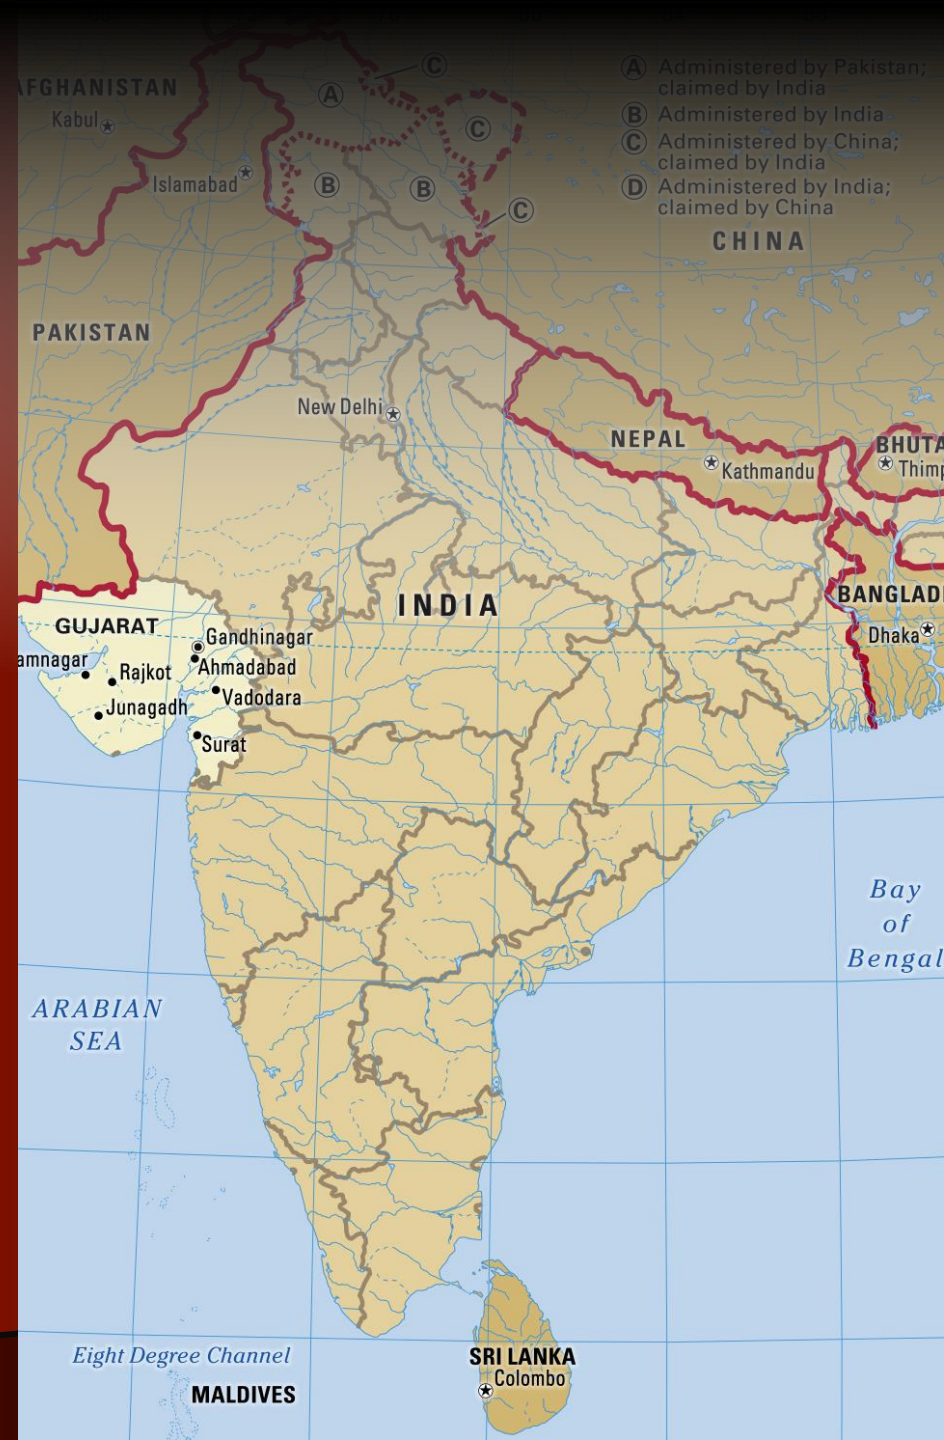 AFGHANISTAN
Kabul
Islamabad
PAKISTAN
A
B
B
C
C
C
A Administered by Pakistan;
claimed by India
B Administered by India
C Administered by China;
claimed by India
D Administered by India;
claimed by China
CHINA
New Delhi
NEPAL
Kathmandu
BHUTA
Thimp
INDIA
BANGLAD
Dhaka
GUJARAT
Gandhinagar
amnagar
Rajkot
Ahmadabad
Junagadh
Vadodara
Surat
Bay
of
Bengal
ARABIAN
SEA
Eight Degree Channel
MALDIVES
SRI LANKA
Colombo